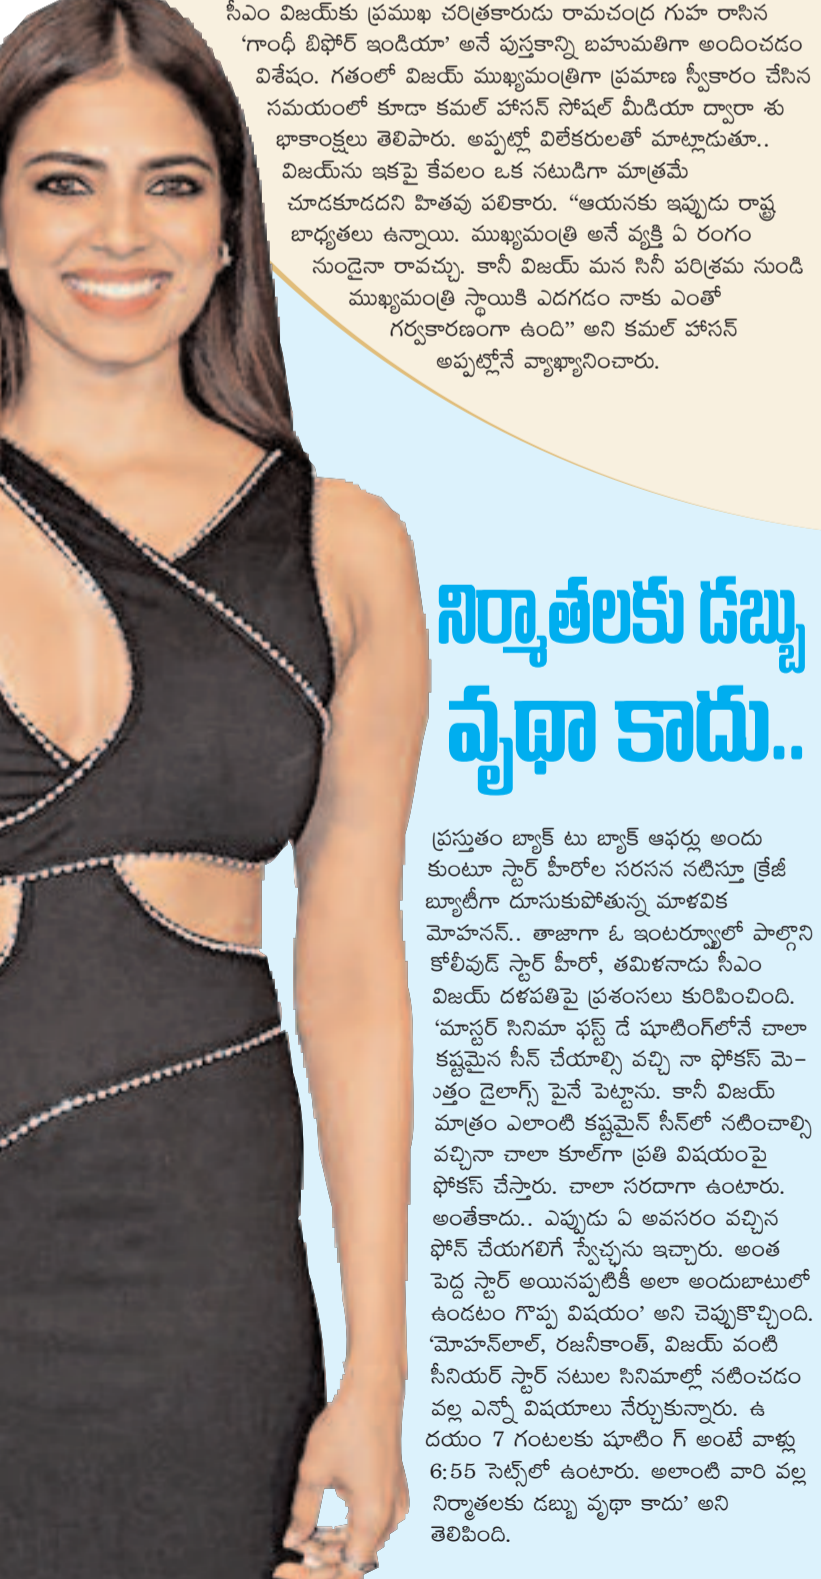 సీఎం విజయ్‌కు ప్రముఖ చరిత్రకారుడు రామచంద్ర గుహ రాసిన
‘గాంధీ బిఫోర్ ఇండియా’ అనే పుస్తకాన్ని బహుమతిగా అందించడం
విశేషం. గతంలో విజయ్ ముఖ్యమంత్రిగా ప్రమాణ స్వీకారం చేసిన
సమయంలో కూడా కమల్ హాసన్ సోషల్ మీడియా ద్వారా శు
భాకాంక్షలు తెలిపారు. అప్పట్లో విలేకరులతో మాట్లాడుతూ..
విజయ్‌ను ఇకపై కేవలం ఒక నటుడిగా మాత్రమే
చూడకూడదని హితవు పలికారు. “ఆయనకు ఇప్పుడు రాష్ట్ర
బాధ్యతలు ఉన్నాయి. ముఖ్యమంత్రి అనే వ్యక్తి ఏ రంగం
నుండైనా రావచ్చు. కానీ విజయ్ మన సినీ పరిశ్రమ నుండి
ముఖ్యమంత్రి స్థాయికి ఎదగడం నాకు ఎంతో
గర్వకారణంగా ఉంది” అని కమల్ హాసన్
అప్పట్లోనే వ్యాఖ్యానించారు.
నిర్మాతలకు డబ్బు
వృథా కాదు..
ప్రస్తుతం బ్యాక్ టు బ్యాక్ ఆఫర్లు అందు
కుంటూ స్టార్ హీరోల సరసన నటిస్తూ క్రేజీ
బ్యూటీగా దూసుకుపోతున్న మాళవిక
మోహనన్.. తాజాగా ఓ ఇంటర్వ్యూలో పాల్గొని
కోలీవుడ్ స్టార్ హీరో, తమిళనాడు సీఎం
విజయ్ దళపతిపై ప్రశంసలు కురిపించింది.
‘మాస్టర్ సినిమా ఫస్ట్ డే షూటింగ్‌లోనే చాలా
కష్టమైన సీన్ చేయాల్సి వచ్చి నా ఫోకస్ మె-
ుత్తం డైలాగ్స్ పైనే పెట్టాను. కానీ విజయ్
మాత్రం ఎలాంటి కష్టమైన్ సీన్‌లో నటించాల్సి
వచ్చినా చాలా కూల్‌గా ప్రతి విషయంపై
ఫోకస్ చేస్తారు. చాలా సరదాగా ఉంటారు.
అంతేకాదు.. ఎప్పుడు ఏ అవసరం వచ్చిన
ఫోన్ చేయగలిగే స్వేచ్ఛను ఇచ్చారు. అంత
పెద్ద స్టార్ అయినప్పటికీ అలా అందుబాటులో
ఉండటం గొప్ప విషయం’ అని చెప్పుకొచ్చింది.
‘మోహన్‌లాల్, రజనీకాంత్, విజయ్ వంటి
సీనియర్ స్టార్ నటుల సినిమాల్లో నటించడం
వల్ల ఎన్నో విషయాలు నేర్చుకున్నారు. ఉ
దయం 7 గంటలకు షూటిం గ్ అంటే వాళ్లు
6:55 సెట్స్‌లో ఉంటారు. అలాంటి వారి వల్ల
నిర్మాతలకు డబ్బు వృథా కాదు’ అని
తెలిపింది.